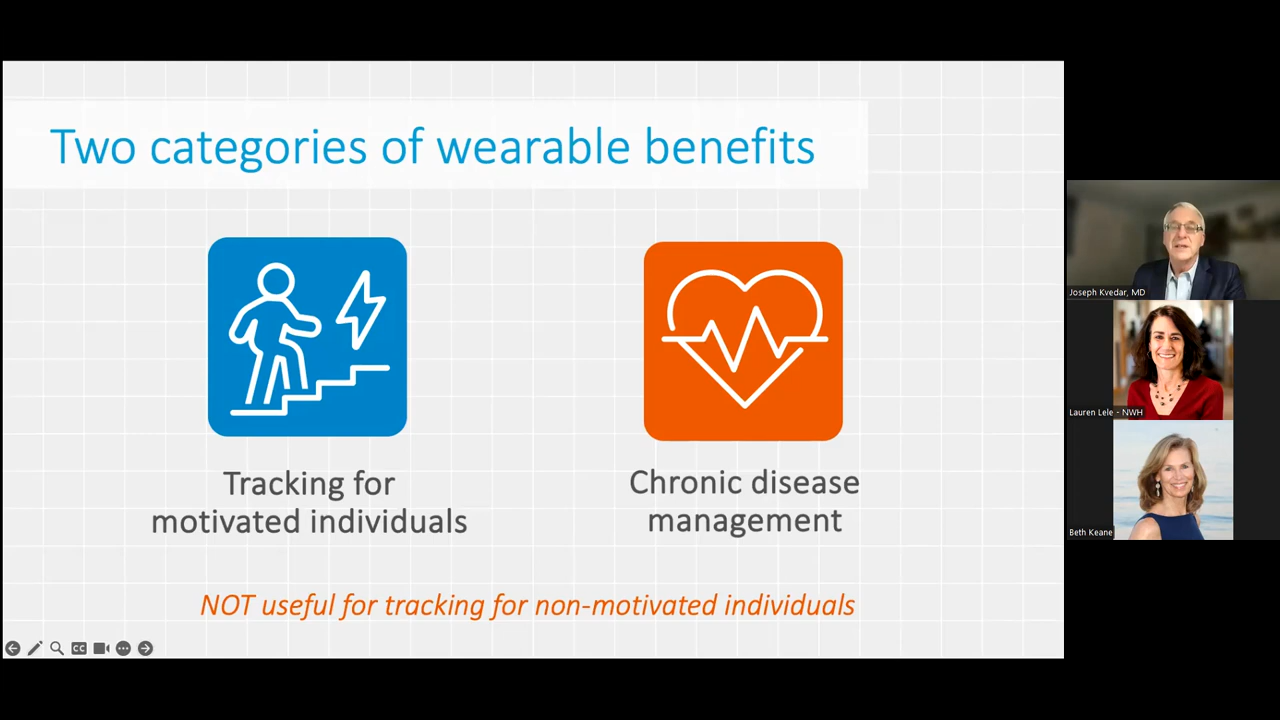 Two categories of wearable benefits
Tracking for
motivated individuals
Chronic disease
management
NOT useful for tracking for non-motivated individuals
CC
Joseph Kvedar, MD
Lauren Lele - NWH
Beth Keane